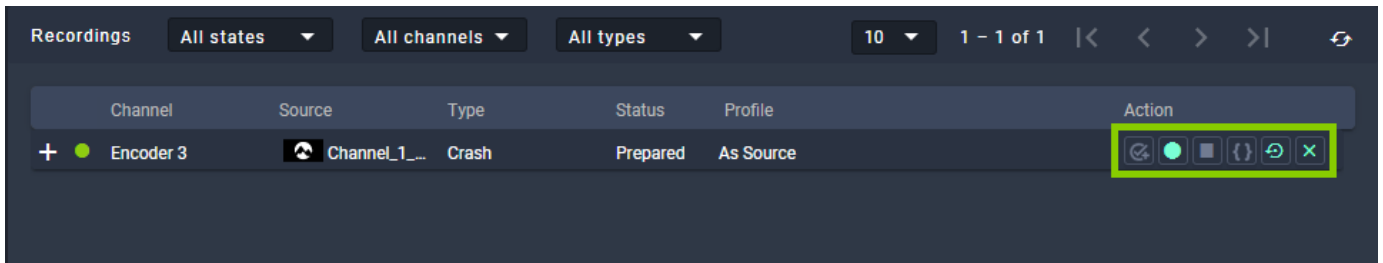 Recordings All states All channels All types 10 1 – 1 of 1
Channel Source Type Status Profile Action
Encoder 3 Channel_1_... Crash Prepared As Source